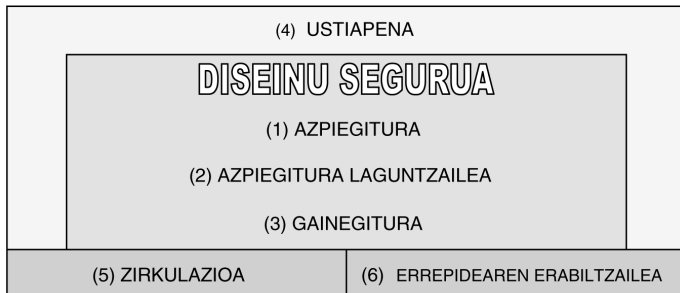 (4) USTIAPENA
DISEINU SEGURUA
(1) AZPIEGITURA
(2) AZPIEGITURA LAGUNTZAILEA
(3) GAINEGITURA
(5) ZIRKULAZIOA
(6) ERREPIDEAREN ERABILTZAILEA